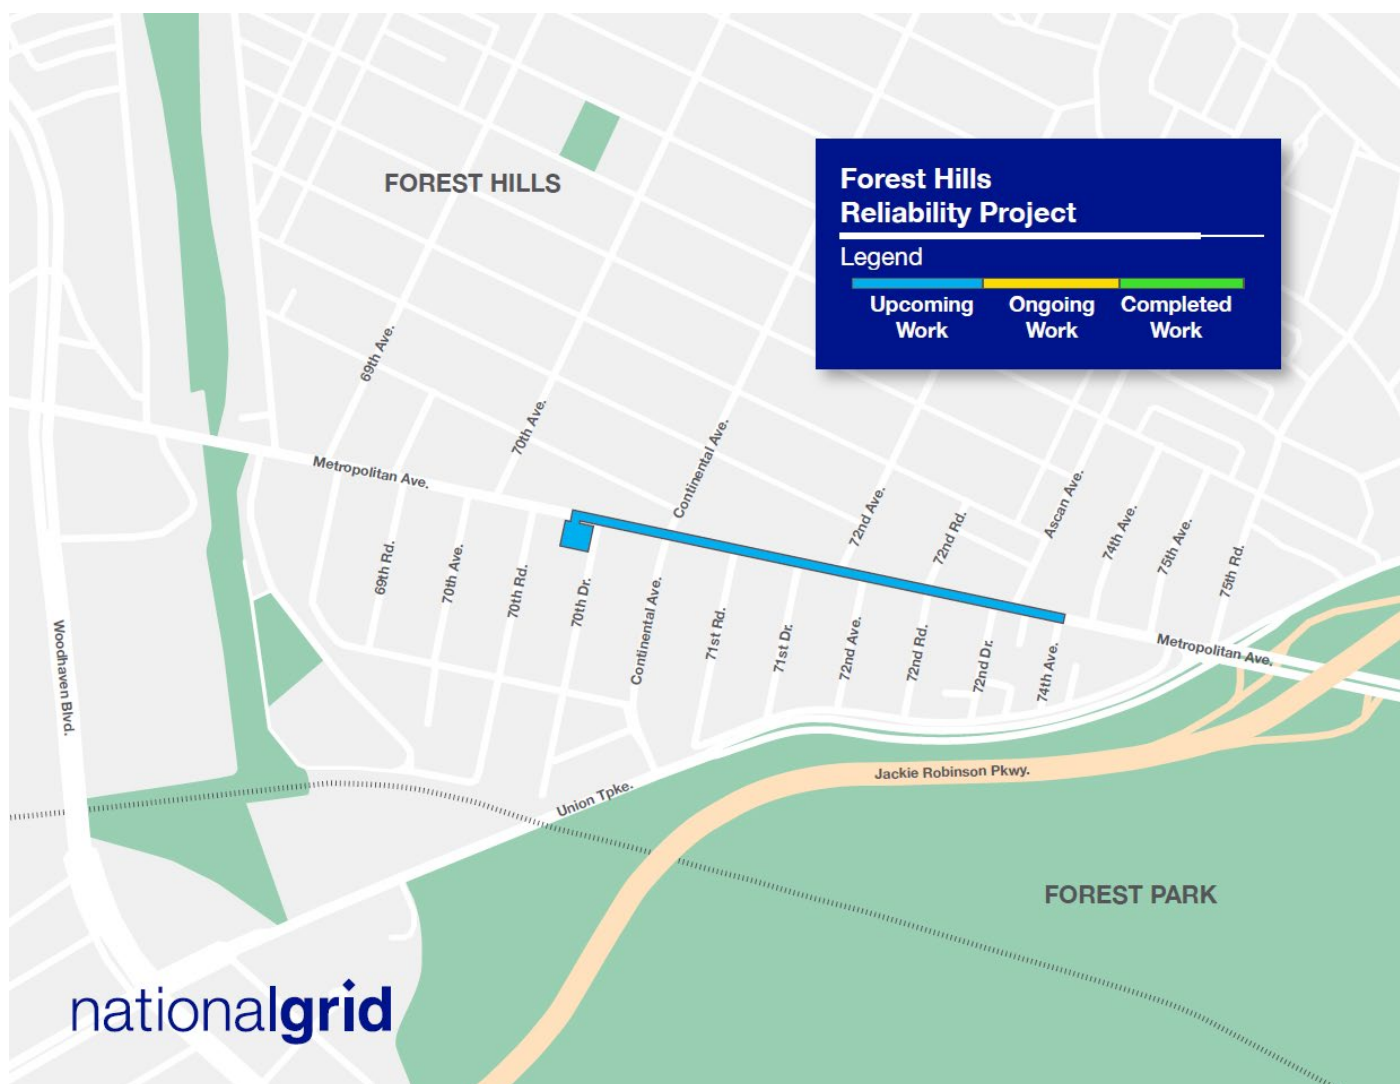 FOREST HILLS
Forest Hills
Reliability Project
Legend
Upcoming
Work
Ongoing
Work
Completed
Work
69th Ave.
70th Ave.
Continental Ave.
Metropolitan Ave.
72nd Ave.
72nd Rd.
Ascan Ave.
74th Ave.
75th Ave.
75th Rd.
69th Rd.
70th Ave.
70th Rd.
70th Dr.
Continental Ave.
71st Rd.
71st Dr.
72nd Ave.
72nd Rd.
72nd Dr.
74th Ave.
Metropolitan Ave.
Woodhaven Blvd.
Union Tpke.
Jackie Robinson Pkwy.
FOREST PARK
nationalgrid